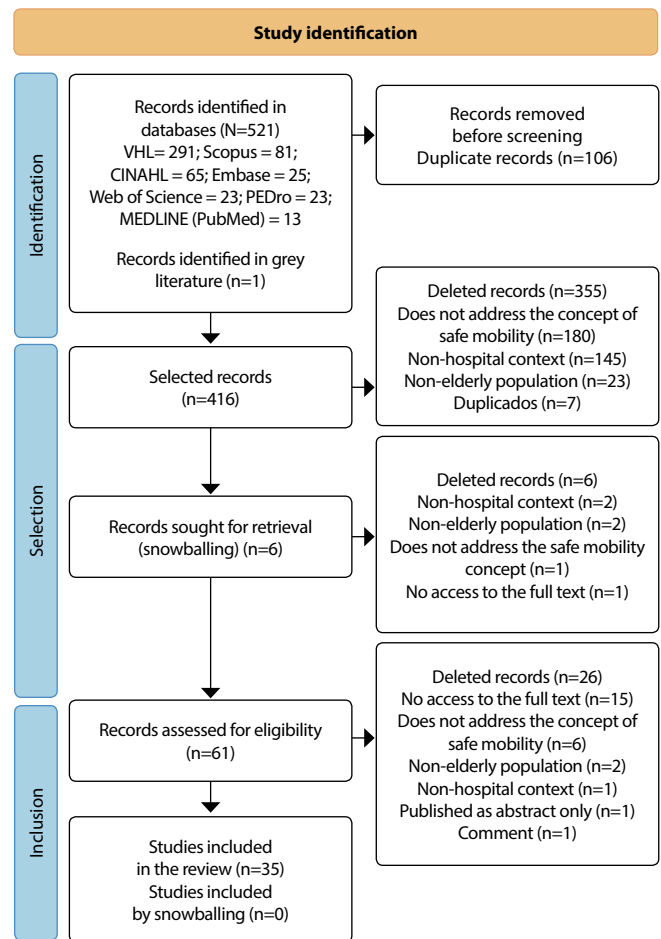 Study identification
Identification
Records identified in
databases (N=521)
VHL= 291; Scopus = 81;
CINAHL = 65; Embase = 25;
Web of Science = 23; PEDro = 23;
MEDLINE (PubMed) = 13
Records identified in grey
literature (n=1)
Records removed
before screening
Duplicate records (n=106)
Selection
Selected records
(n=416)
Deleted records (n=355)
Does not address the concept of
safe mobility (n=180)
Non-hospital context (n=145)
Non-elderly population (n=23)
Duplicados (n=7)
Records sought for retrieval
(snowballing) (n=6)
Deleted records (n=6)
Non-hospital context (n=2)
Non-elderly population (n=2)
Does not address the safe mobility
concept (n=1)
No access to the full text (n=1)
Inclusion
Records assessed for eligibility
(n=61)
Deleted records (n=26)
No access to the full text (n=15)
Does not address the concept of
safe mobility (n=6)
Non-elderly population (n=2)
Non-hospital context (n=1)
Published as abstract only (n=1)
Comment (n=1)
Studies included
in the review (n=35)
Studies included
by snowballing (n=0)